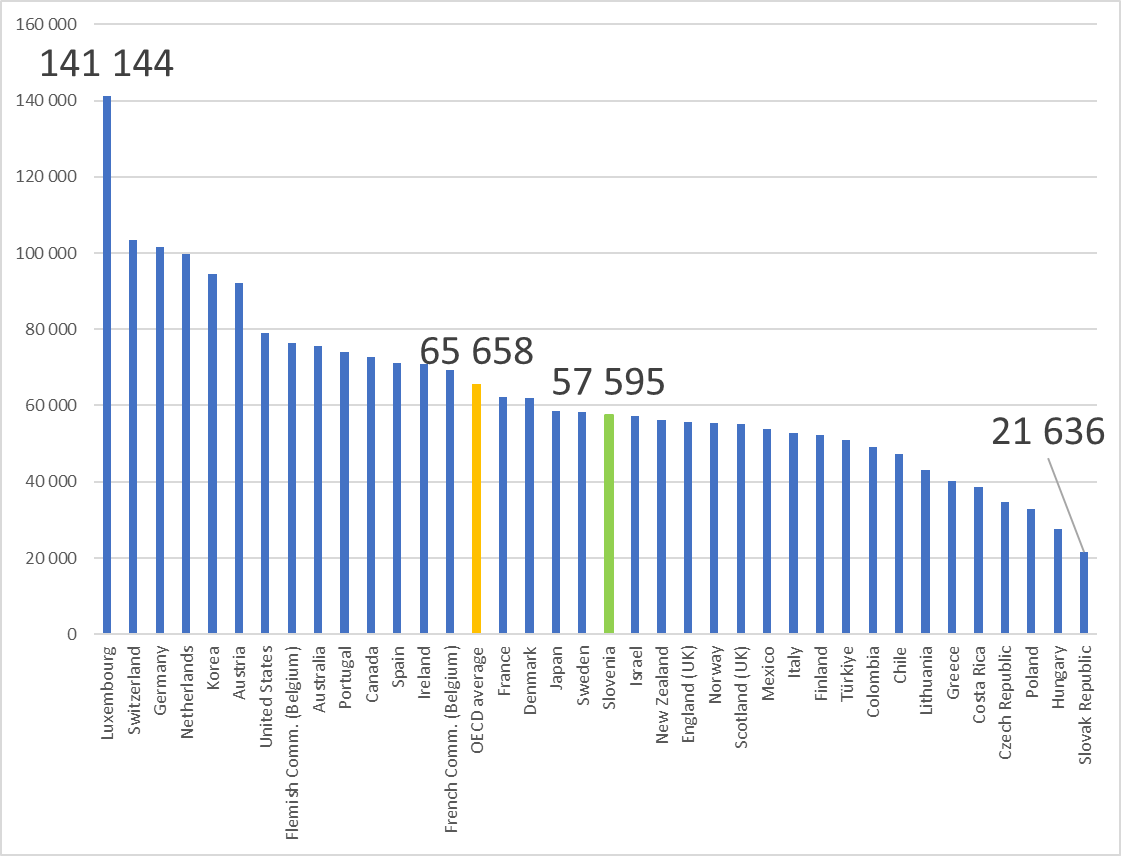 160 000
141 144
140 000
120 000
100 000
80 000
65 658
57 595
60 000
21 636
40 000
20 000
0
Luxembourg
Switzerland
Germany
Netherlands
Korea
Austria
United States
Flemish Comm. (Belgium)
Australia
Portugal
Canada
Spain
Ireland
French Comm. (Belgium)
OECD average
France
Denmark
Japan
Sweden
Slovenia
Israel
New Zealand
England (UK)
Norway
Scotland (UK)
Mexico
Italy
Finland
Türkiye
Colombia
Chile
Lithuania
Greece
Costa Rica
Czech Republic
Poland
Hungary
Slovak Republic